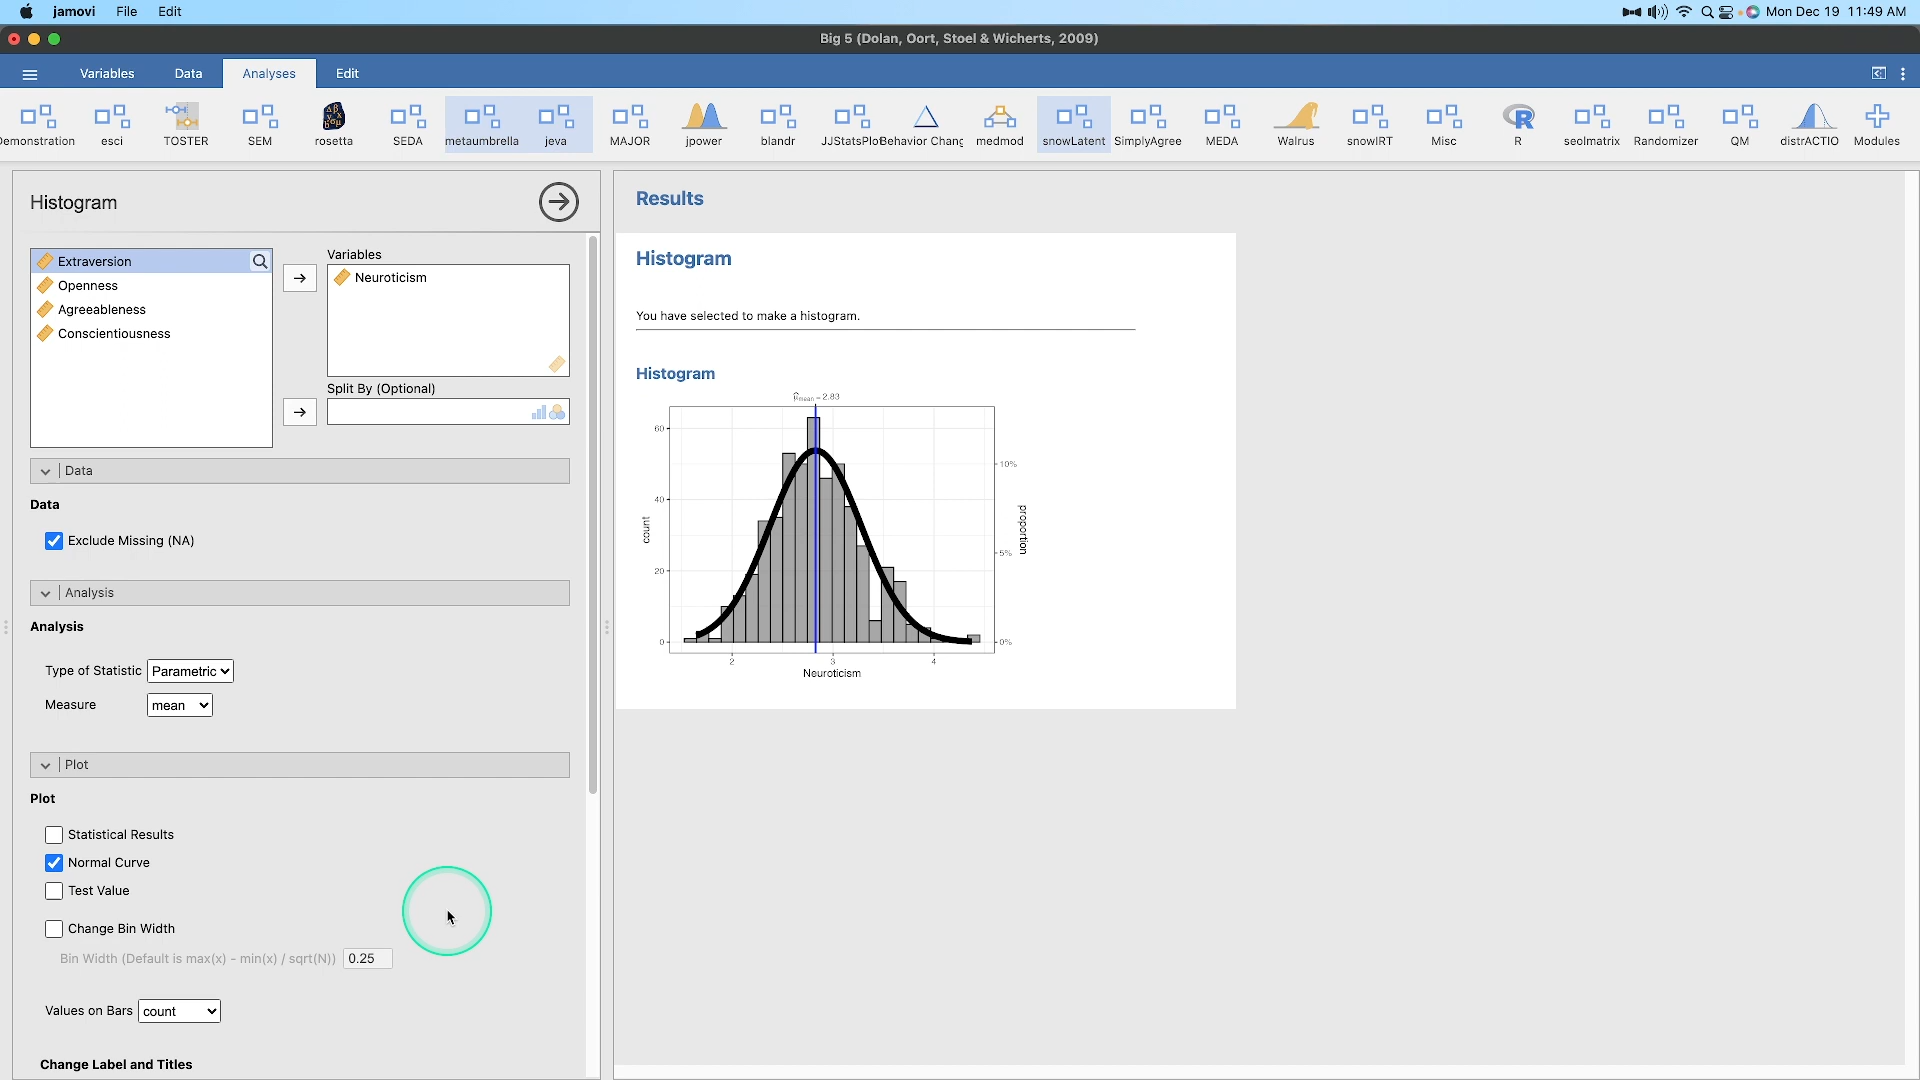 jamovi File Edit
Mon Dec 19 11:49 AM
Big 5 (Dolan, Oort, Stoel & Wicherts, 2009)
Variables Data Analyses Edit
Demonstration esci TOSTER SEM rosetta SEDA metaumbrella jeva MAJOR jpower blandr JJStatsPlo Behavior Chang medmod snowLatent SimplyAgree MEDA Walrus snowIRT Misc R seolmatrix Randomizer QM distrACTIO Modules
Histogram
Extraversion
Openness
Agreeableness
Conscientiousness
Variables
Neuroticism
Split By (Optional)
Data
Data
Exclude Missing (NA)
Analysis
Analysis
Type of Statistic Parametric
Measure mean
Plot
Plot
Statistical Results
Normal Curve
Test Value
Change Bin Width
Bin Width (Default is max(x) - min(x) / sqrt(N)) 0.25
Values on Bars count
Change Label and Titles
Results
Histogram
You have selected to make a histogram.
Histogram
μ̂mean = 2.83
60
40
20
0
count
10%
5%
0%
proportion
2 3 4
Neuroticism